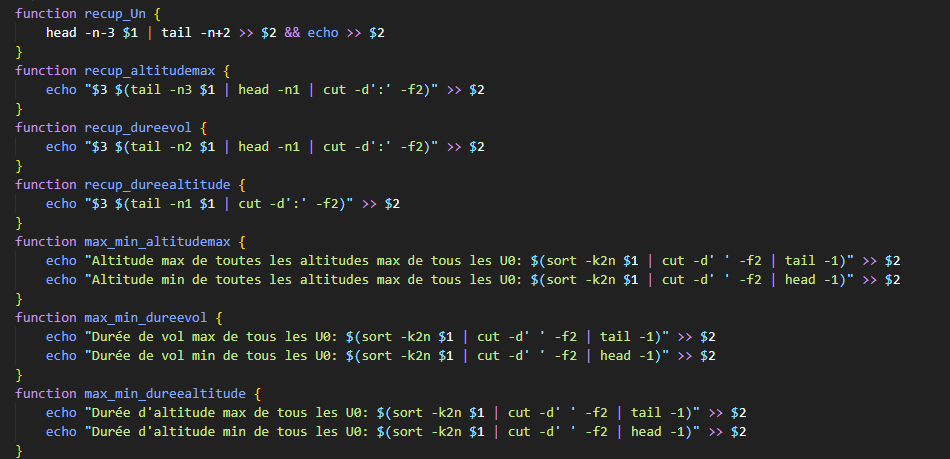 function recup_Un {
    head -n-3 $1 | tail -n+2 >> $2 && echo >> $2
}
function recup_altitudemax {
    echo "$3 $(tail -n3 $1 | head -n1 | cut -d':' -f2)" >> $2
}
function recup_dureevol {
    echo "$3 $(tail -n2 $1 | head -n1 | cut -d':' -f2)" >> $2
}
function recup_dureealtitude {
    echo "$3 $(tail -n1 $1 | cut -d':' -f2)" >> $2
}
function max_min_altitudemax {
    echo "Altitude max de toutes les altitudes max de tous les U0: $(sort -k2n $1 | cut -d' ' -f2 | tail -1)" >> $2
    echo "Altitude min de toutes les altitudes max de tous les U0: $(sort -k2n $1 | cut -d' ' -f2 | head -1)" >> $2
}
function max_min_dureevol {
    echo "Durée de vol max de tous les U0: $(sort -k2n $1 | cut -d' ' -f2 | tail -1)" >> $2
    echo "Durée de vol min de tous les U0: $(sort -k2n $1 | cut -d' ' -f2 | head -1)" >> $2
}
function max_min_dureealtitude {
    echo "Durée d'altitude max de tous les U0: $(sort -k2n $1 | cut -d' ' -f2 | tail -1)" >> $2
    echo "Durée d'altitude min de tous les U0: $(sort -k2n $1 | cut -d' ' -f2 | head -1)" >> $2
}